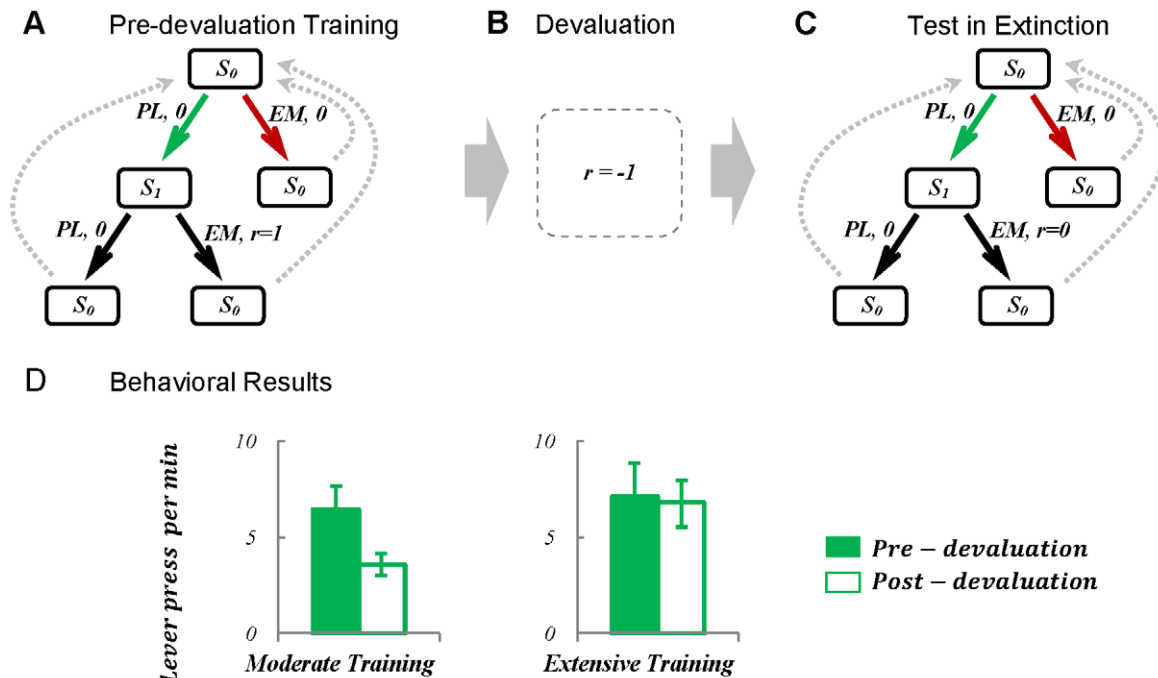 A Pre-devaluation Training
B Devaluation
C Test in Extinction
S0
PL, 0
EM, 0
S1
S0
PL, 0
EM, r=1
S0
S0
r = -1
S0
PL, 0
EM, 0
S1
S0
PL, 0
EM, r=0
S0
S0
D Behavioral Results
Lever press per min
10
5
0
Moderate Training
10
5
0
Extensive Training
Pre − devaluation
Post − devaluation